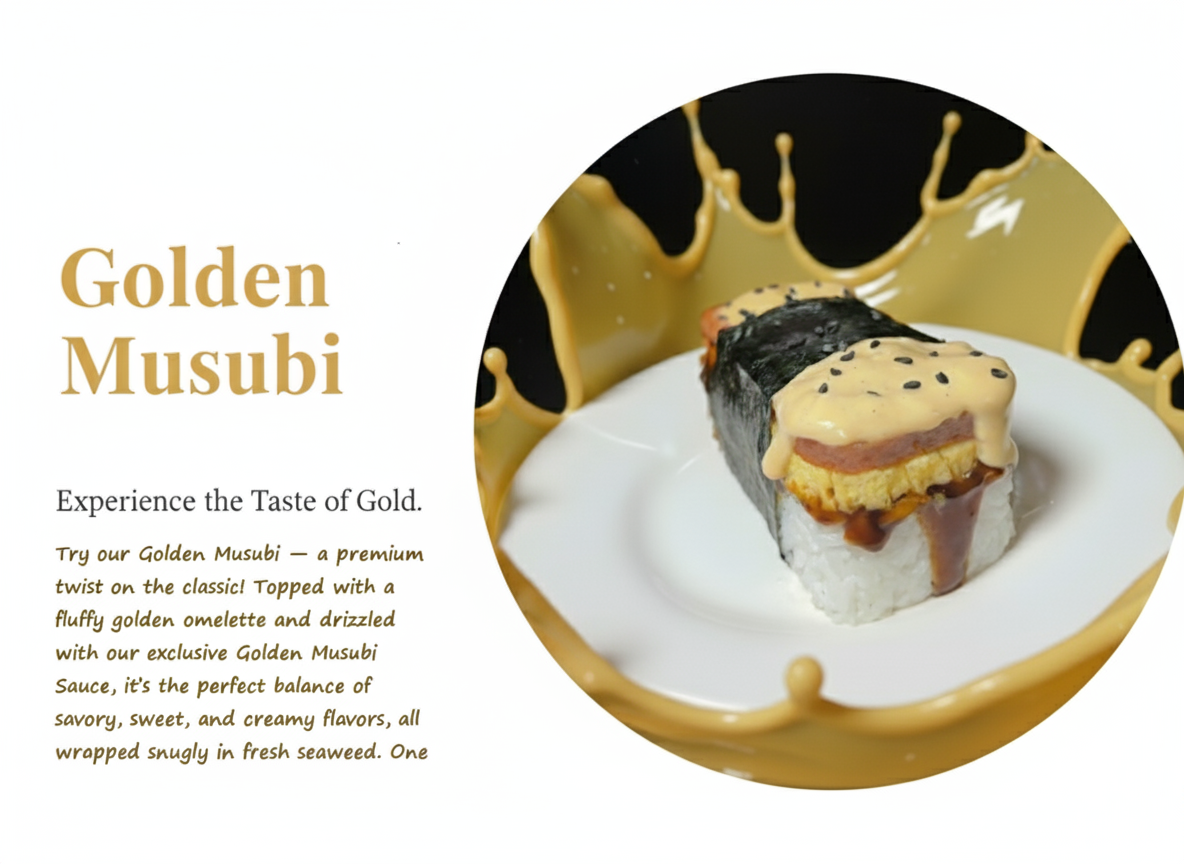 Golden
Musubi
Experience the Taste of Gold.
Try our Golden Musubi — a premium
twist on the classic! Topped with a
fluffy golden omelette and drizzled
with our exclusive Golden Musubi
Sauce, it's the perfect balance of
savory, sweet, and creamy flavors, all
wrapped snugly in fresh seaweed. One